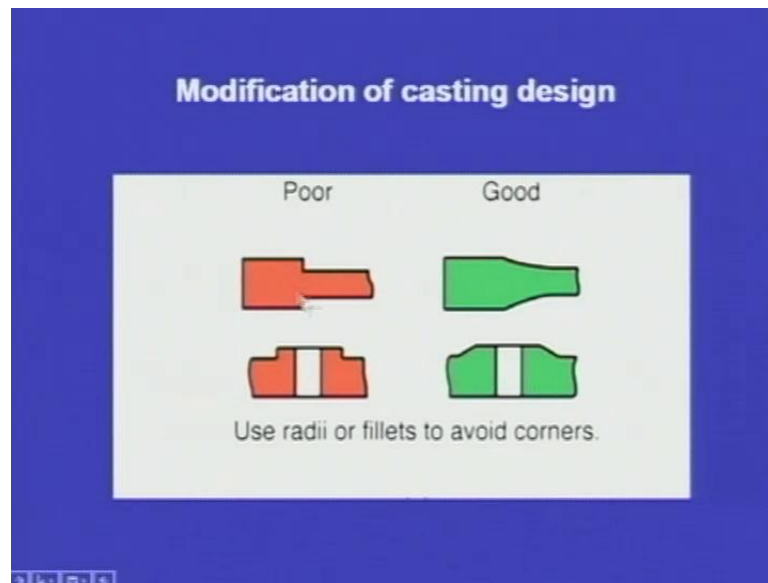 Modification of casting design
Poor Good
Use radii or fillets to avoid corners.